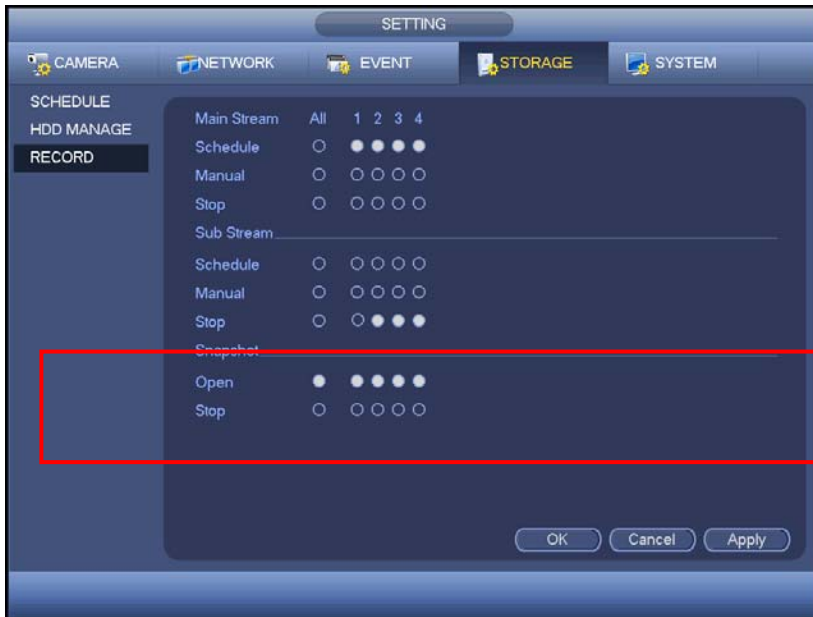 SETTING
CAMERA NETWORK EVENT STORAGE SYSTEM
SCHEDULE
HDD MANAGE
RECORD
Main Stream All 1 2 3 4
Schedule
Manual
Stop
Sub Stream
Schedule
Manual
Stop
Snapshot
Open
Stop
OK Cancel Apply